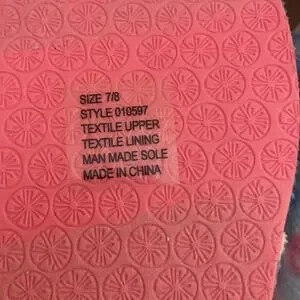 SIZE 7/8
STYLE 010597
TEXTILE UPPER
TEXTILE LINING
MAN MADE SOLE
MADE IN CHINA